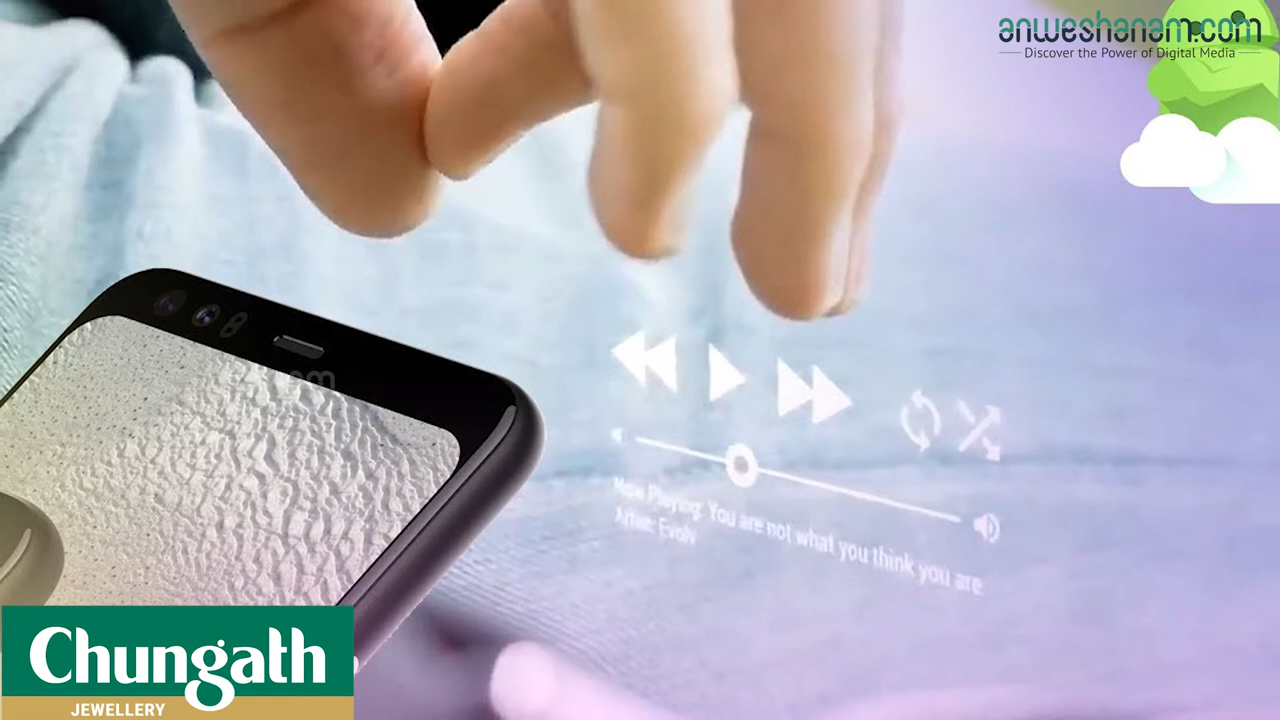 anweshanam.com
Discover the Power of Digital Media
Now Playing: You are not what you think you are
Artist: Evolv
Chungath
JEWELLERY